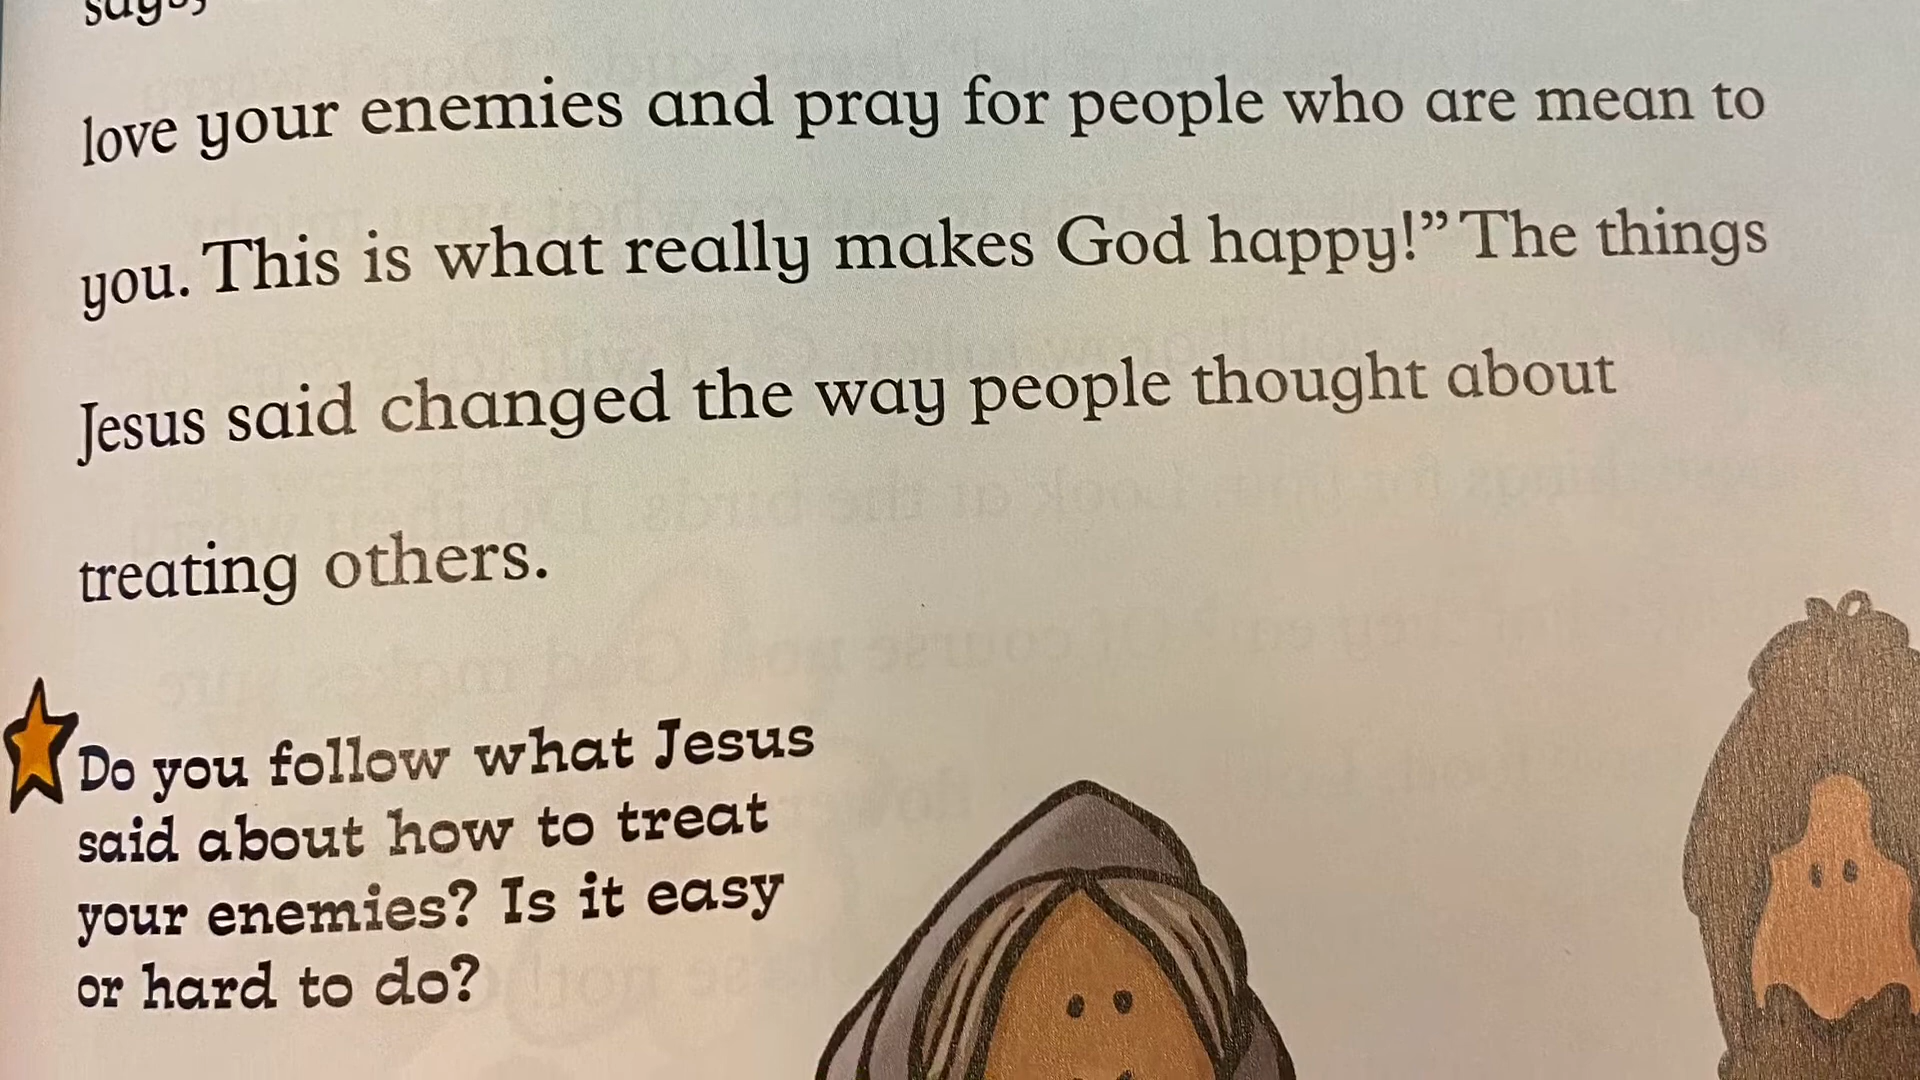 says,
love your enemies and pray for people who are mean to
you. This is what really makes God happy!” The things
Jesus said changed the way people thought about
treating others.
Do you follow what Jesus
said about how to treat
your enemies? Is it easy
or hard to do?